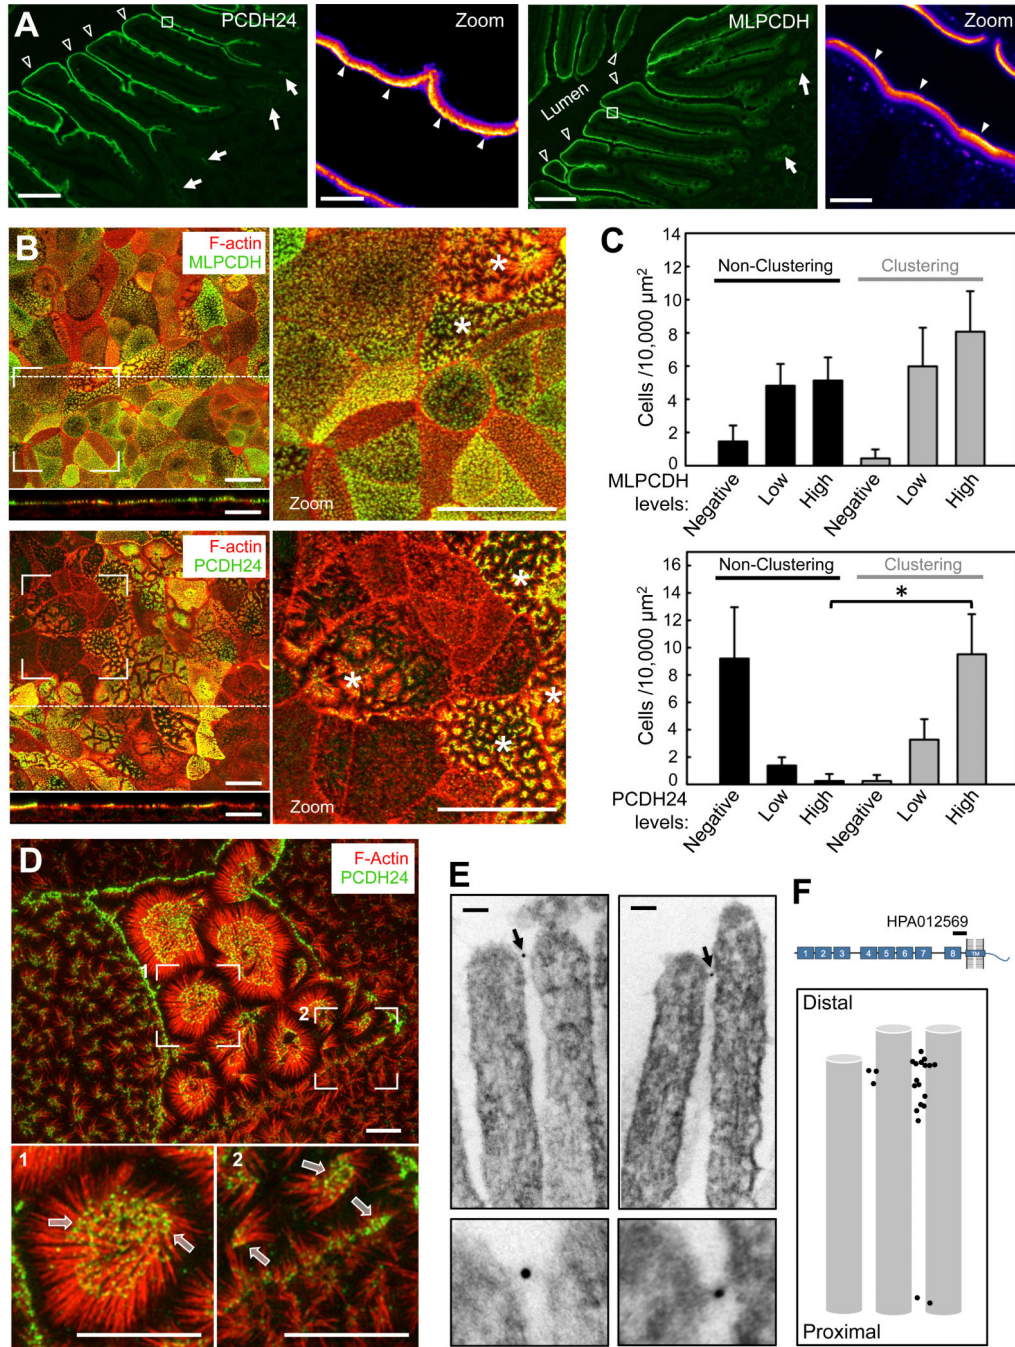 A
PCDH24
Zoom
MLPCDH
Lumen
Zoom
B
F-actin
MLPCDH
Zoom
F-actin
PCDH24
Zoom
C
14
12
10
8
6
4
2
0
Cells /10,000 µm²
Non-Clustering
Clustering
MLPCDH
levels:
Negative
Low
High
Negative
Low
High
16
14
12
10
8
6
4
2
0
Cells /10,000 µm²
Non-Clustering
Clustering
*
PCDH24
levels:
Negative
Low
High
Negative
Low
High
D
F-Actin
PCDH24
1
2
1
2
E
F
HPA012569
1 2 3 4 5 6 7 8 TM
Distal
Proximal